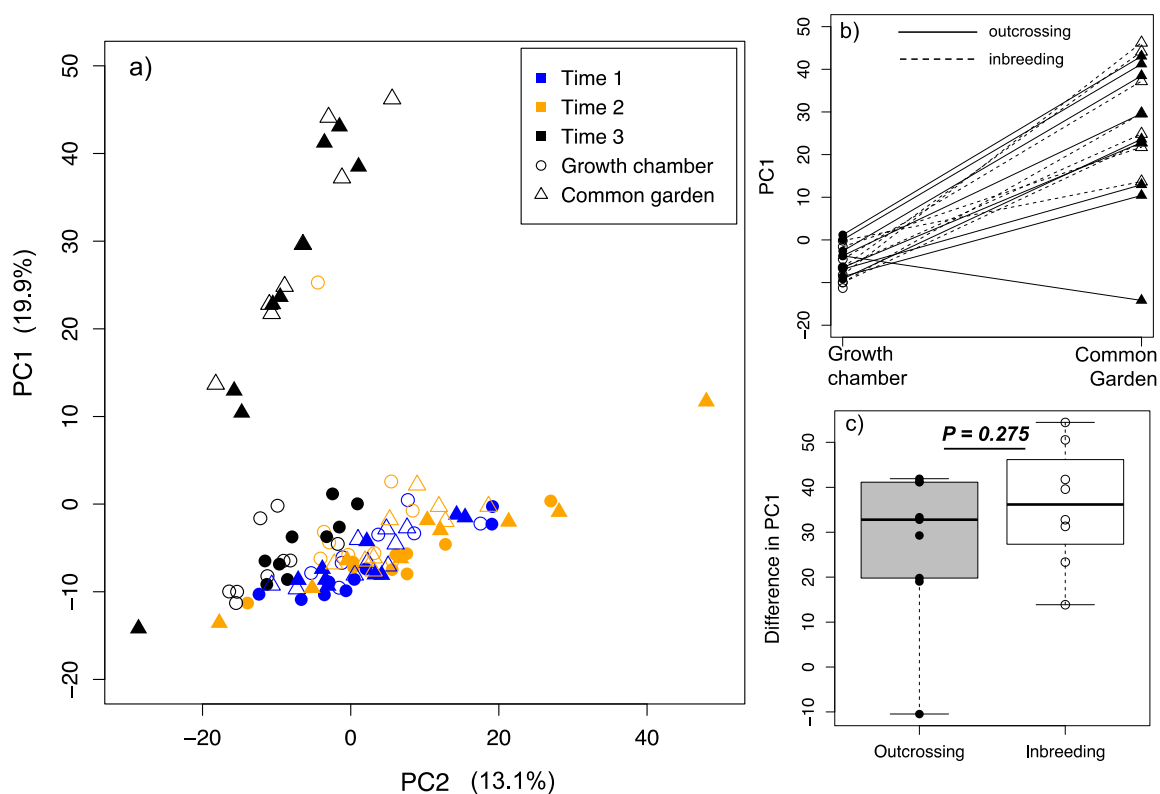 a)
Time 1
Time 2
Time 3
Growth chamber
Common garden
50
40
30
20
10
0
−10
−20
PC1 (19.9%)
−20
0
20
40
PC2 (13.1%)
b)
outcrossing
inbreeding
50
40
30
20
10
0
−20
PC1
Growth
chamber
Common
Garden
c)
P = 0.275
50
40
30
20
10
0
−10
Difference in PC1
Outcrossing
Inbreeding